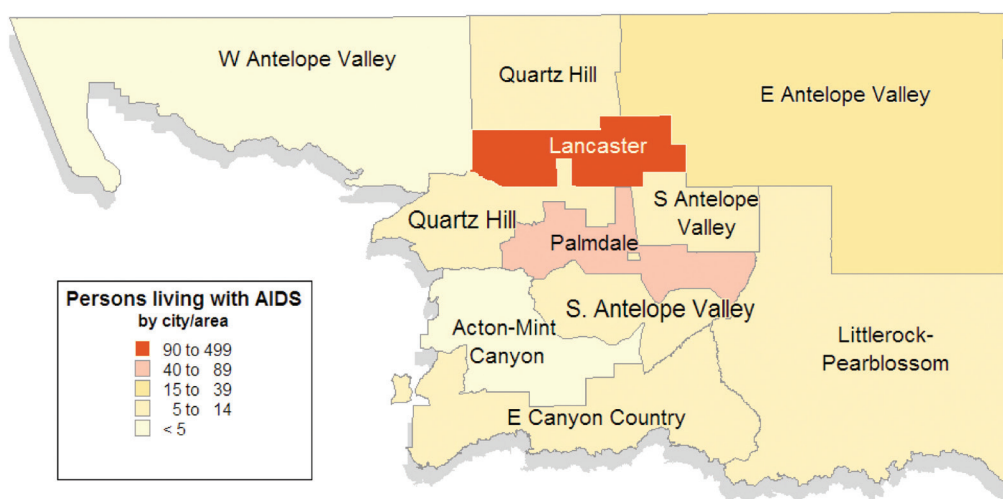 W Antelope Valley
Quartz Hill
E Antelope Valley
Lancaster
S Antelope
Valley
Quartz Hill
Palmdale
S. Antelope Valley
Acton-Mint
Canyon
Littlerock-
Pearblossom
E Canyon Country
Persons living with AIDS
by city/area
90 to 499
40 to 89
15 to 39
5 to 14
< 5